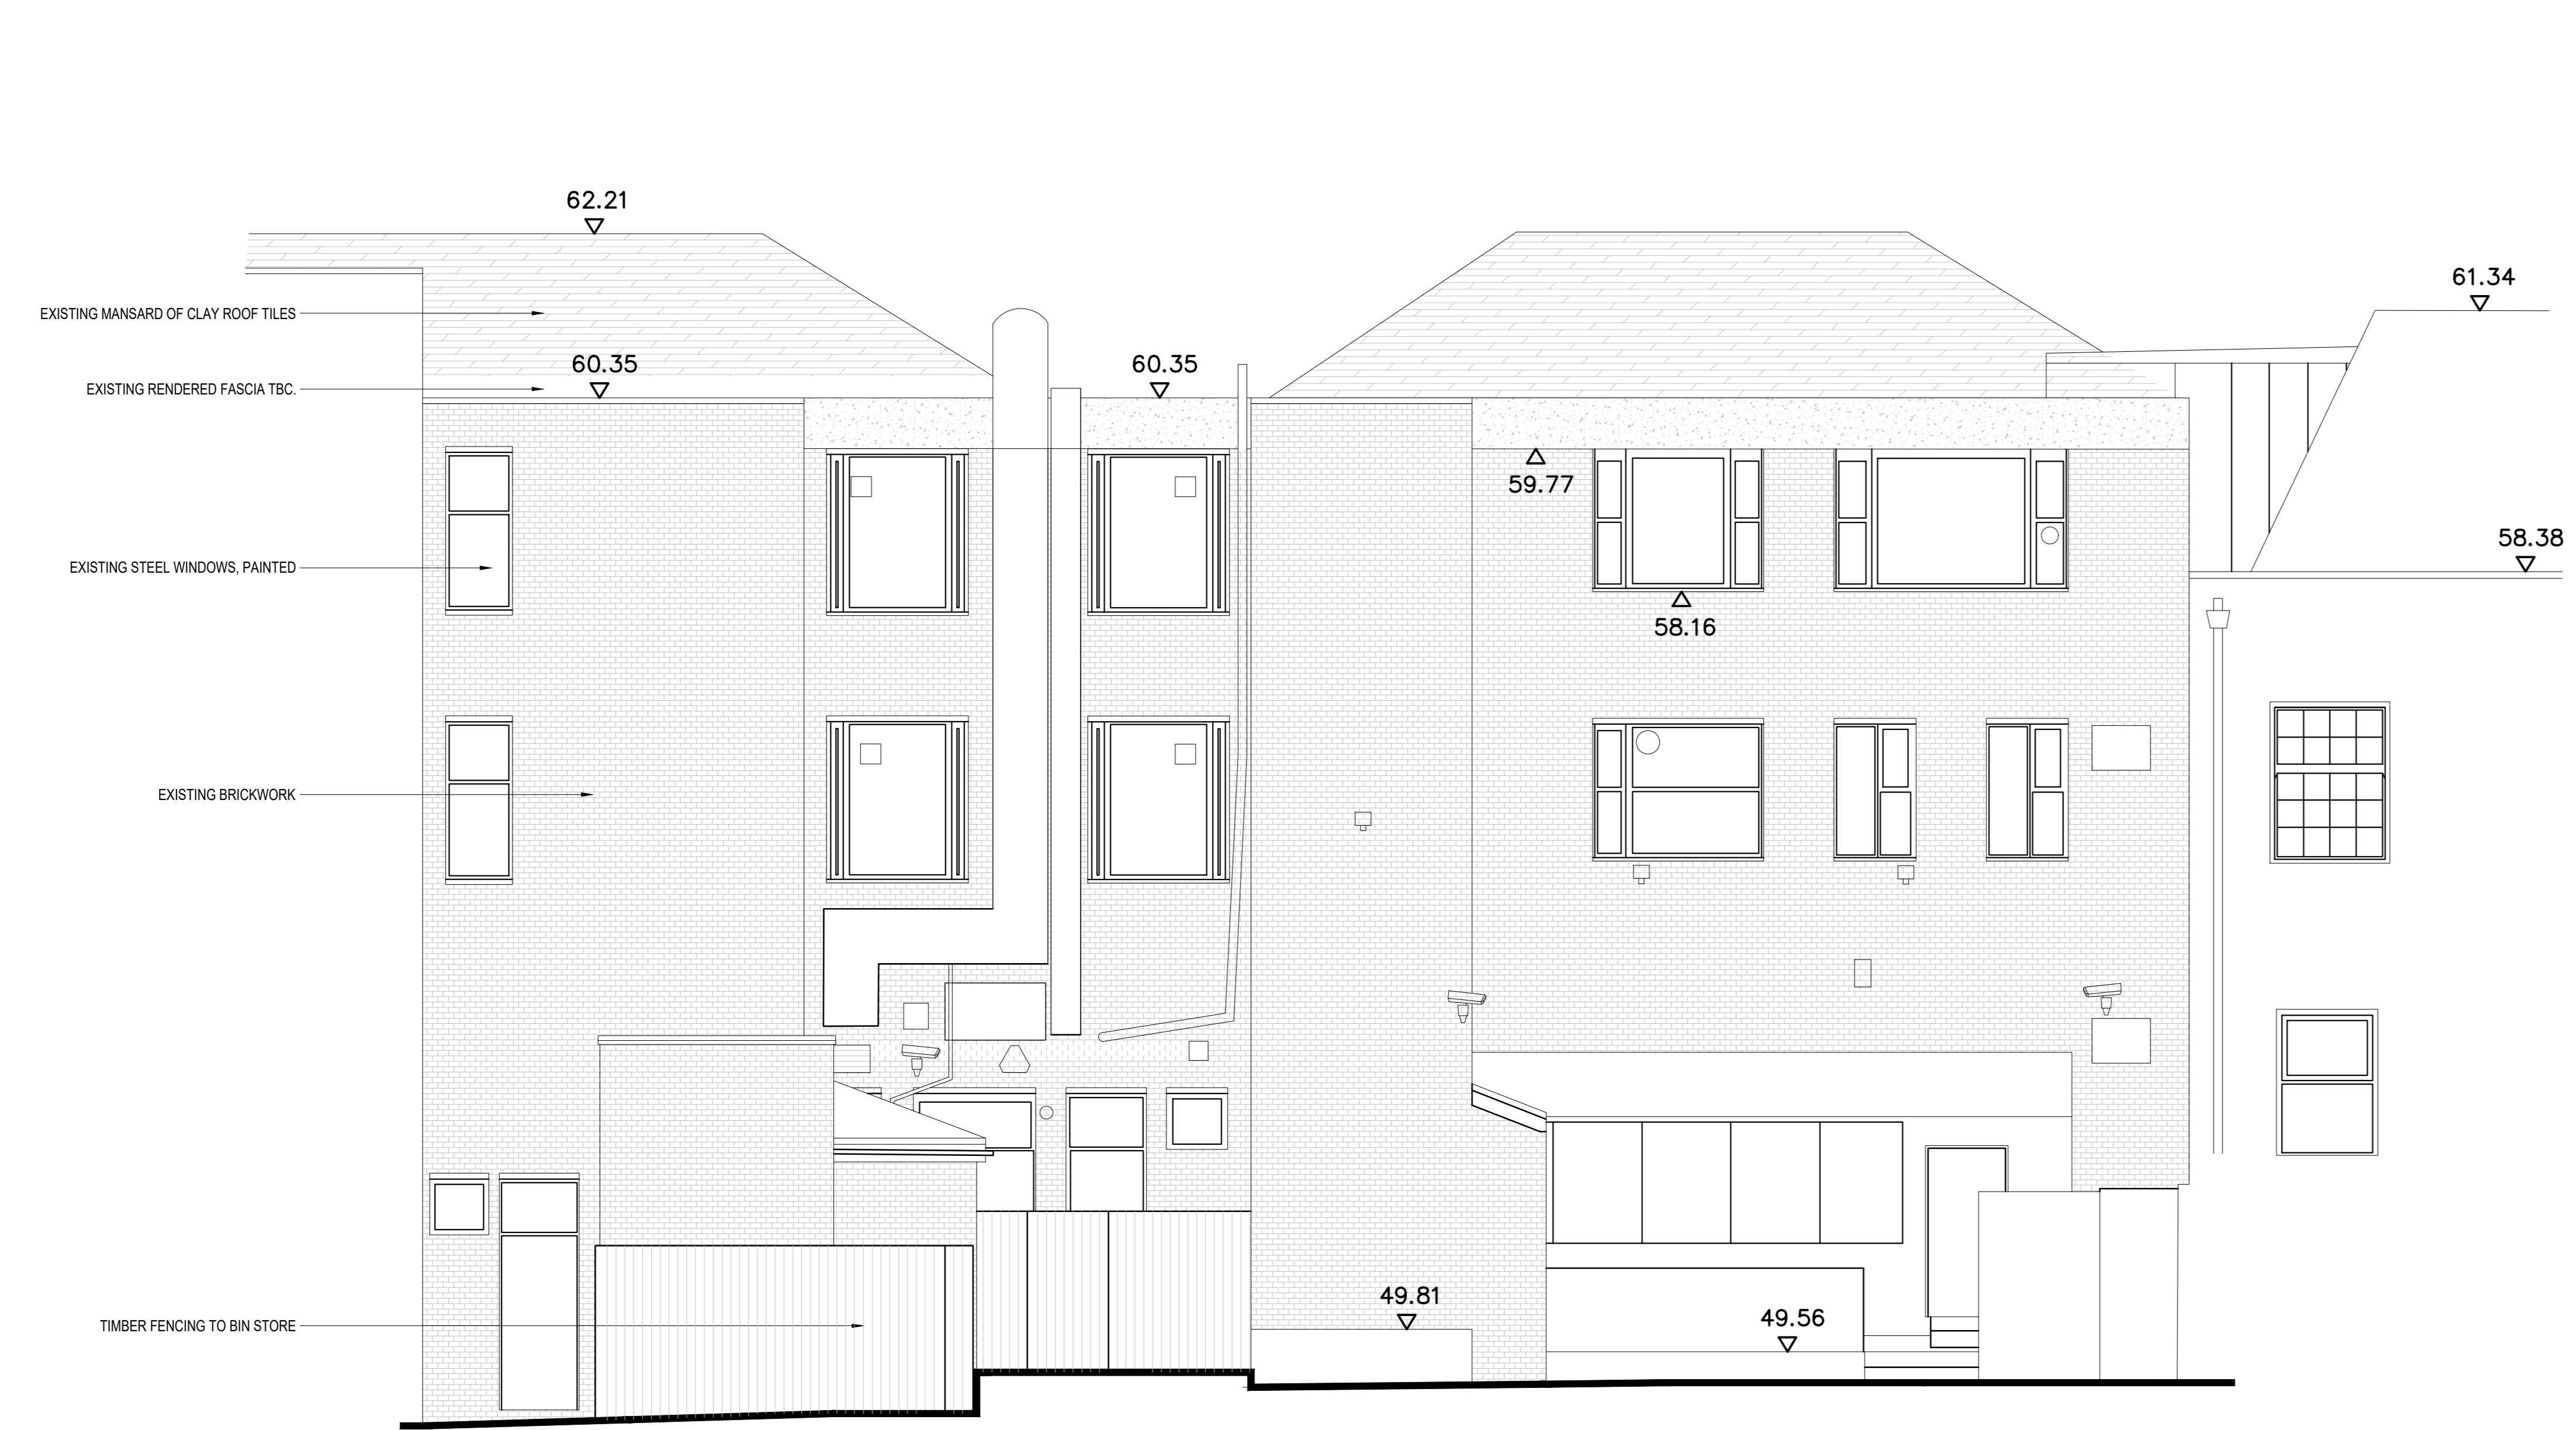 62.21
61.34
EXISTING MANSARD OF CLAY ROOF TILES
60.35
60.35
EXISTING RENDERED FASCIA TBC.
59.77
58.38
EXISTING STEEL WINDOWS, PAINTED
58.16
EXISTING BRICKWORK
49.81
49.56
TIMBER FENCING TO BIN STORE